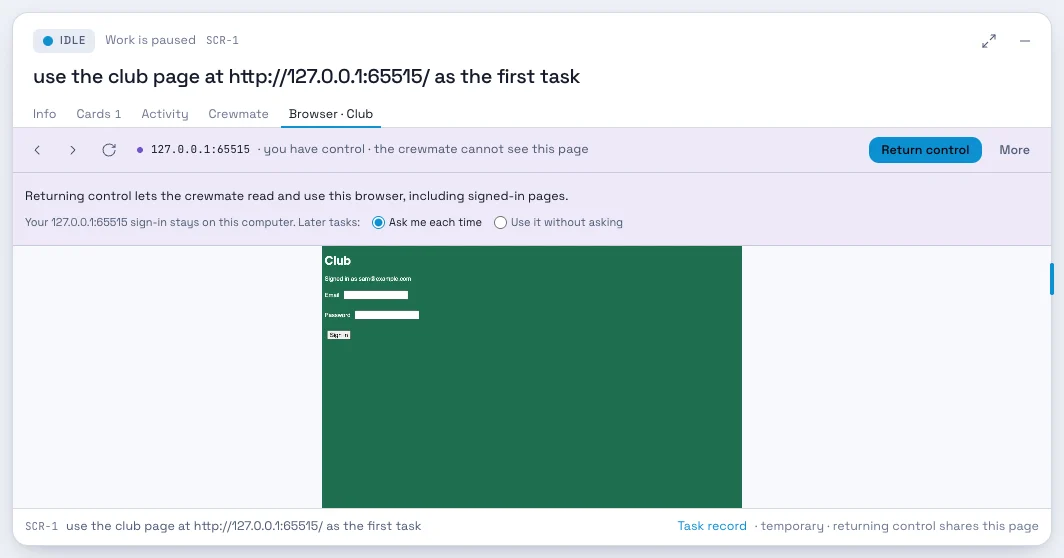 IDLE Work is paused SCR-1
use the club page at http://127.0.0.1:65515/ as the first task
Info Cards 1 Activity Crewmate Browser · Club
127.0.0.1:65515 · you have control · the crewmate cannot see this page Return control More
Returning control lets the crewmate read and use this browser, including signed-in pages.
Your 127.0.0.1:65515 sign-in stays on this computer. Later tasks: Ask me each time Use it without asking
Club
Signed in as sam@example.com
Email
Password
Sign in
SCR-1 use the club page at http://127.0.0.1:65515/ as the first task Task record · temporary · returning control shares this page